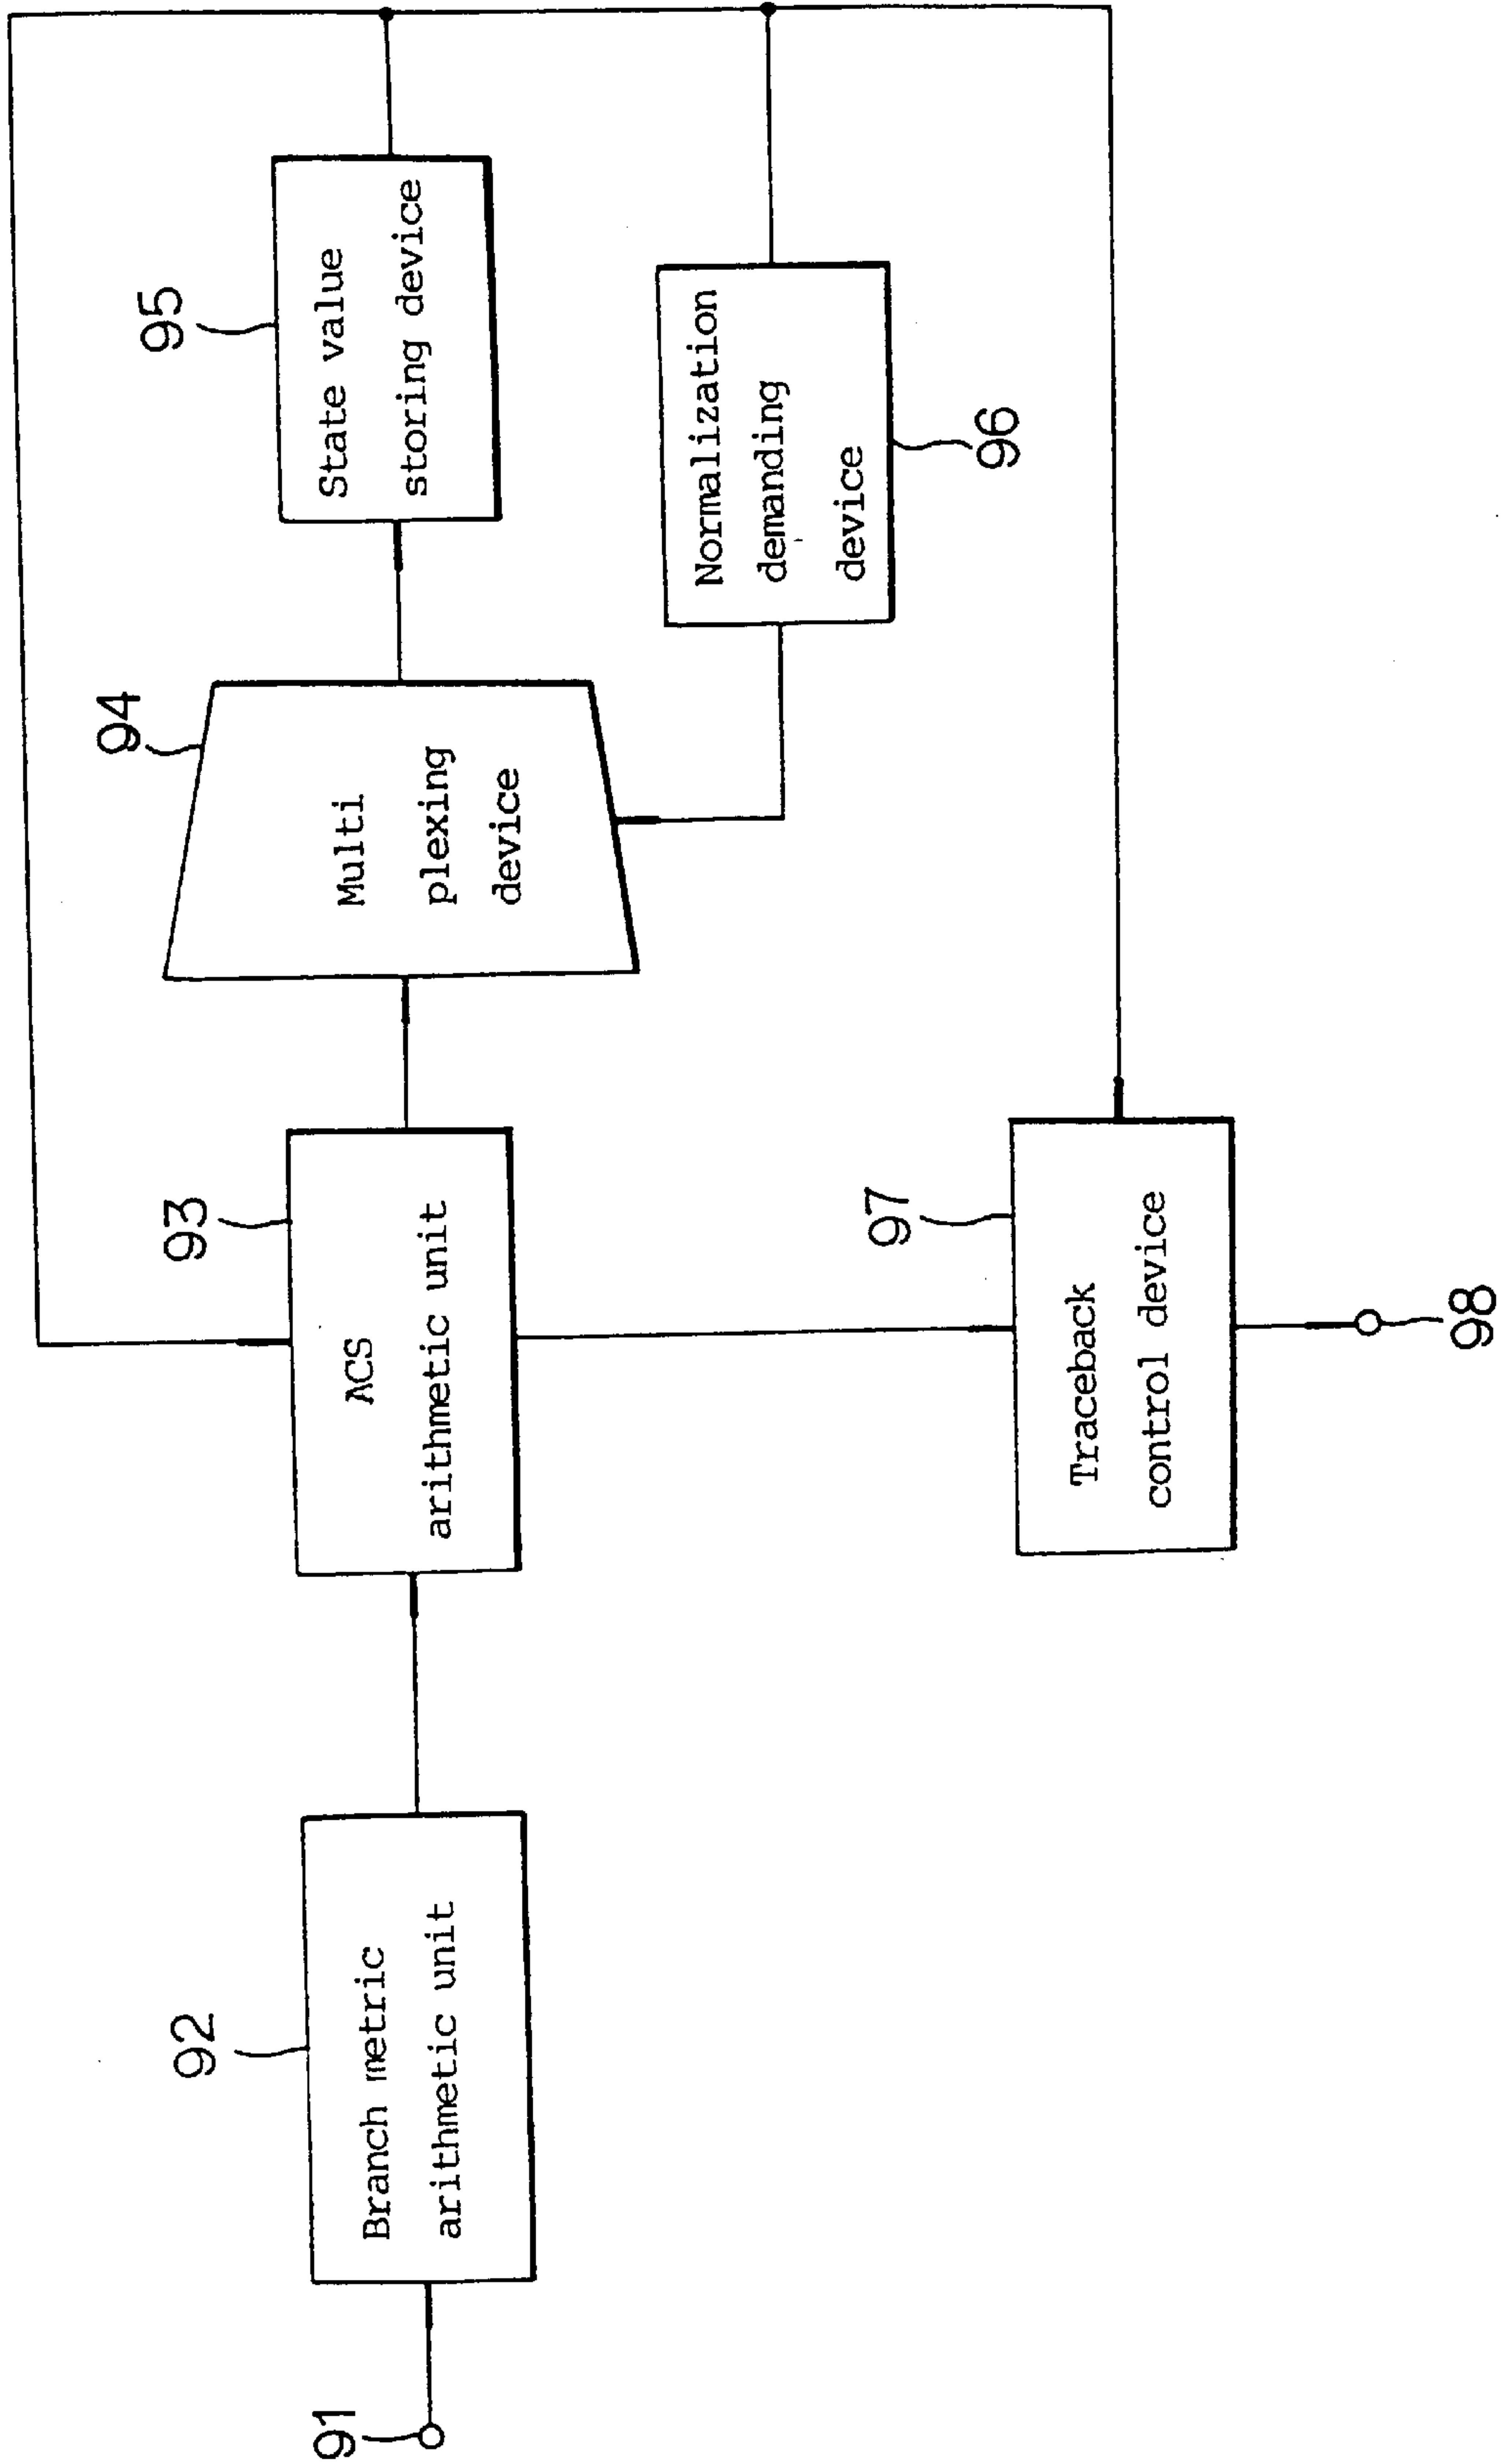 91
92
Branch metric
arithmetic unit
93
ACS
arithmetic unit
94
Multi
plexing
device
95
State value
storing device
Normalization
demanding
device
96
97
Traceback
control device
98